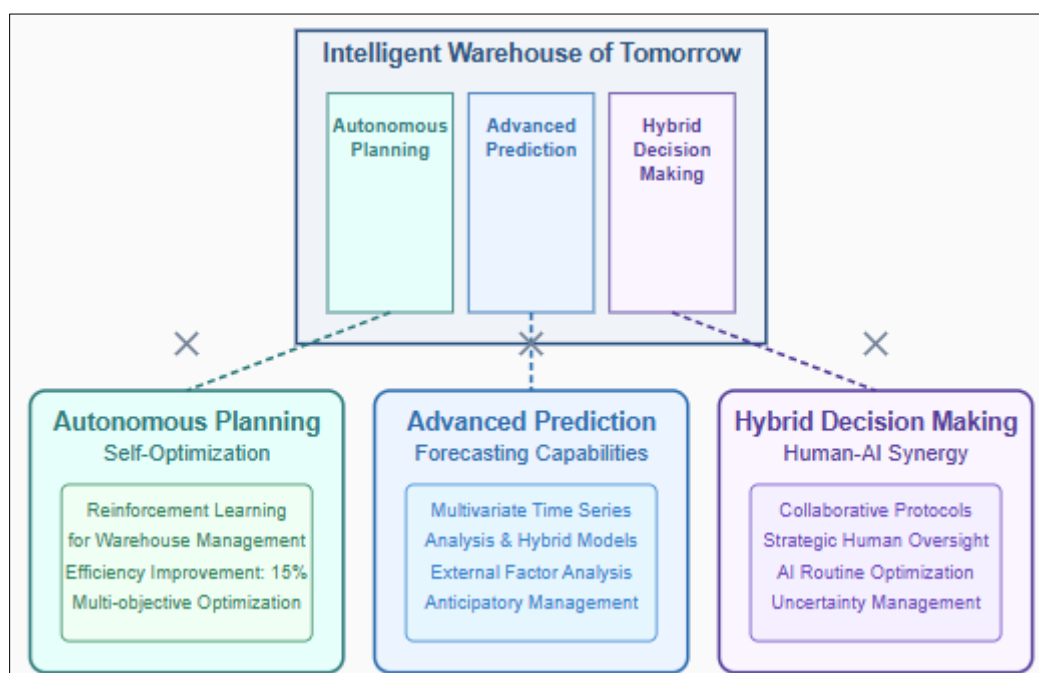 Intelligent Warehouse of Tomorrow
Autonomous
Planning
Advanced
Prediction
Hybrid
Decision
Making
Autonomous Planning
Self-Optimization
Reinforcement Learning
for Warehouse Management
Efficiency Improvement: 15%
Multi-objective Optimization
Advanced Prediction
Forecasting Capabilities
Multivariate Time Series
Analysis & Hybrid Models
External Factor Analysis
Anticipatory Management
Hybrid Decision Making
Human-AI Synergy
Collaborative Protocols
Strategic Human Oversight
AI Routine Optimization
Uncertainty Management